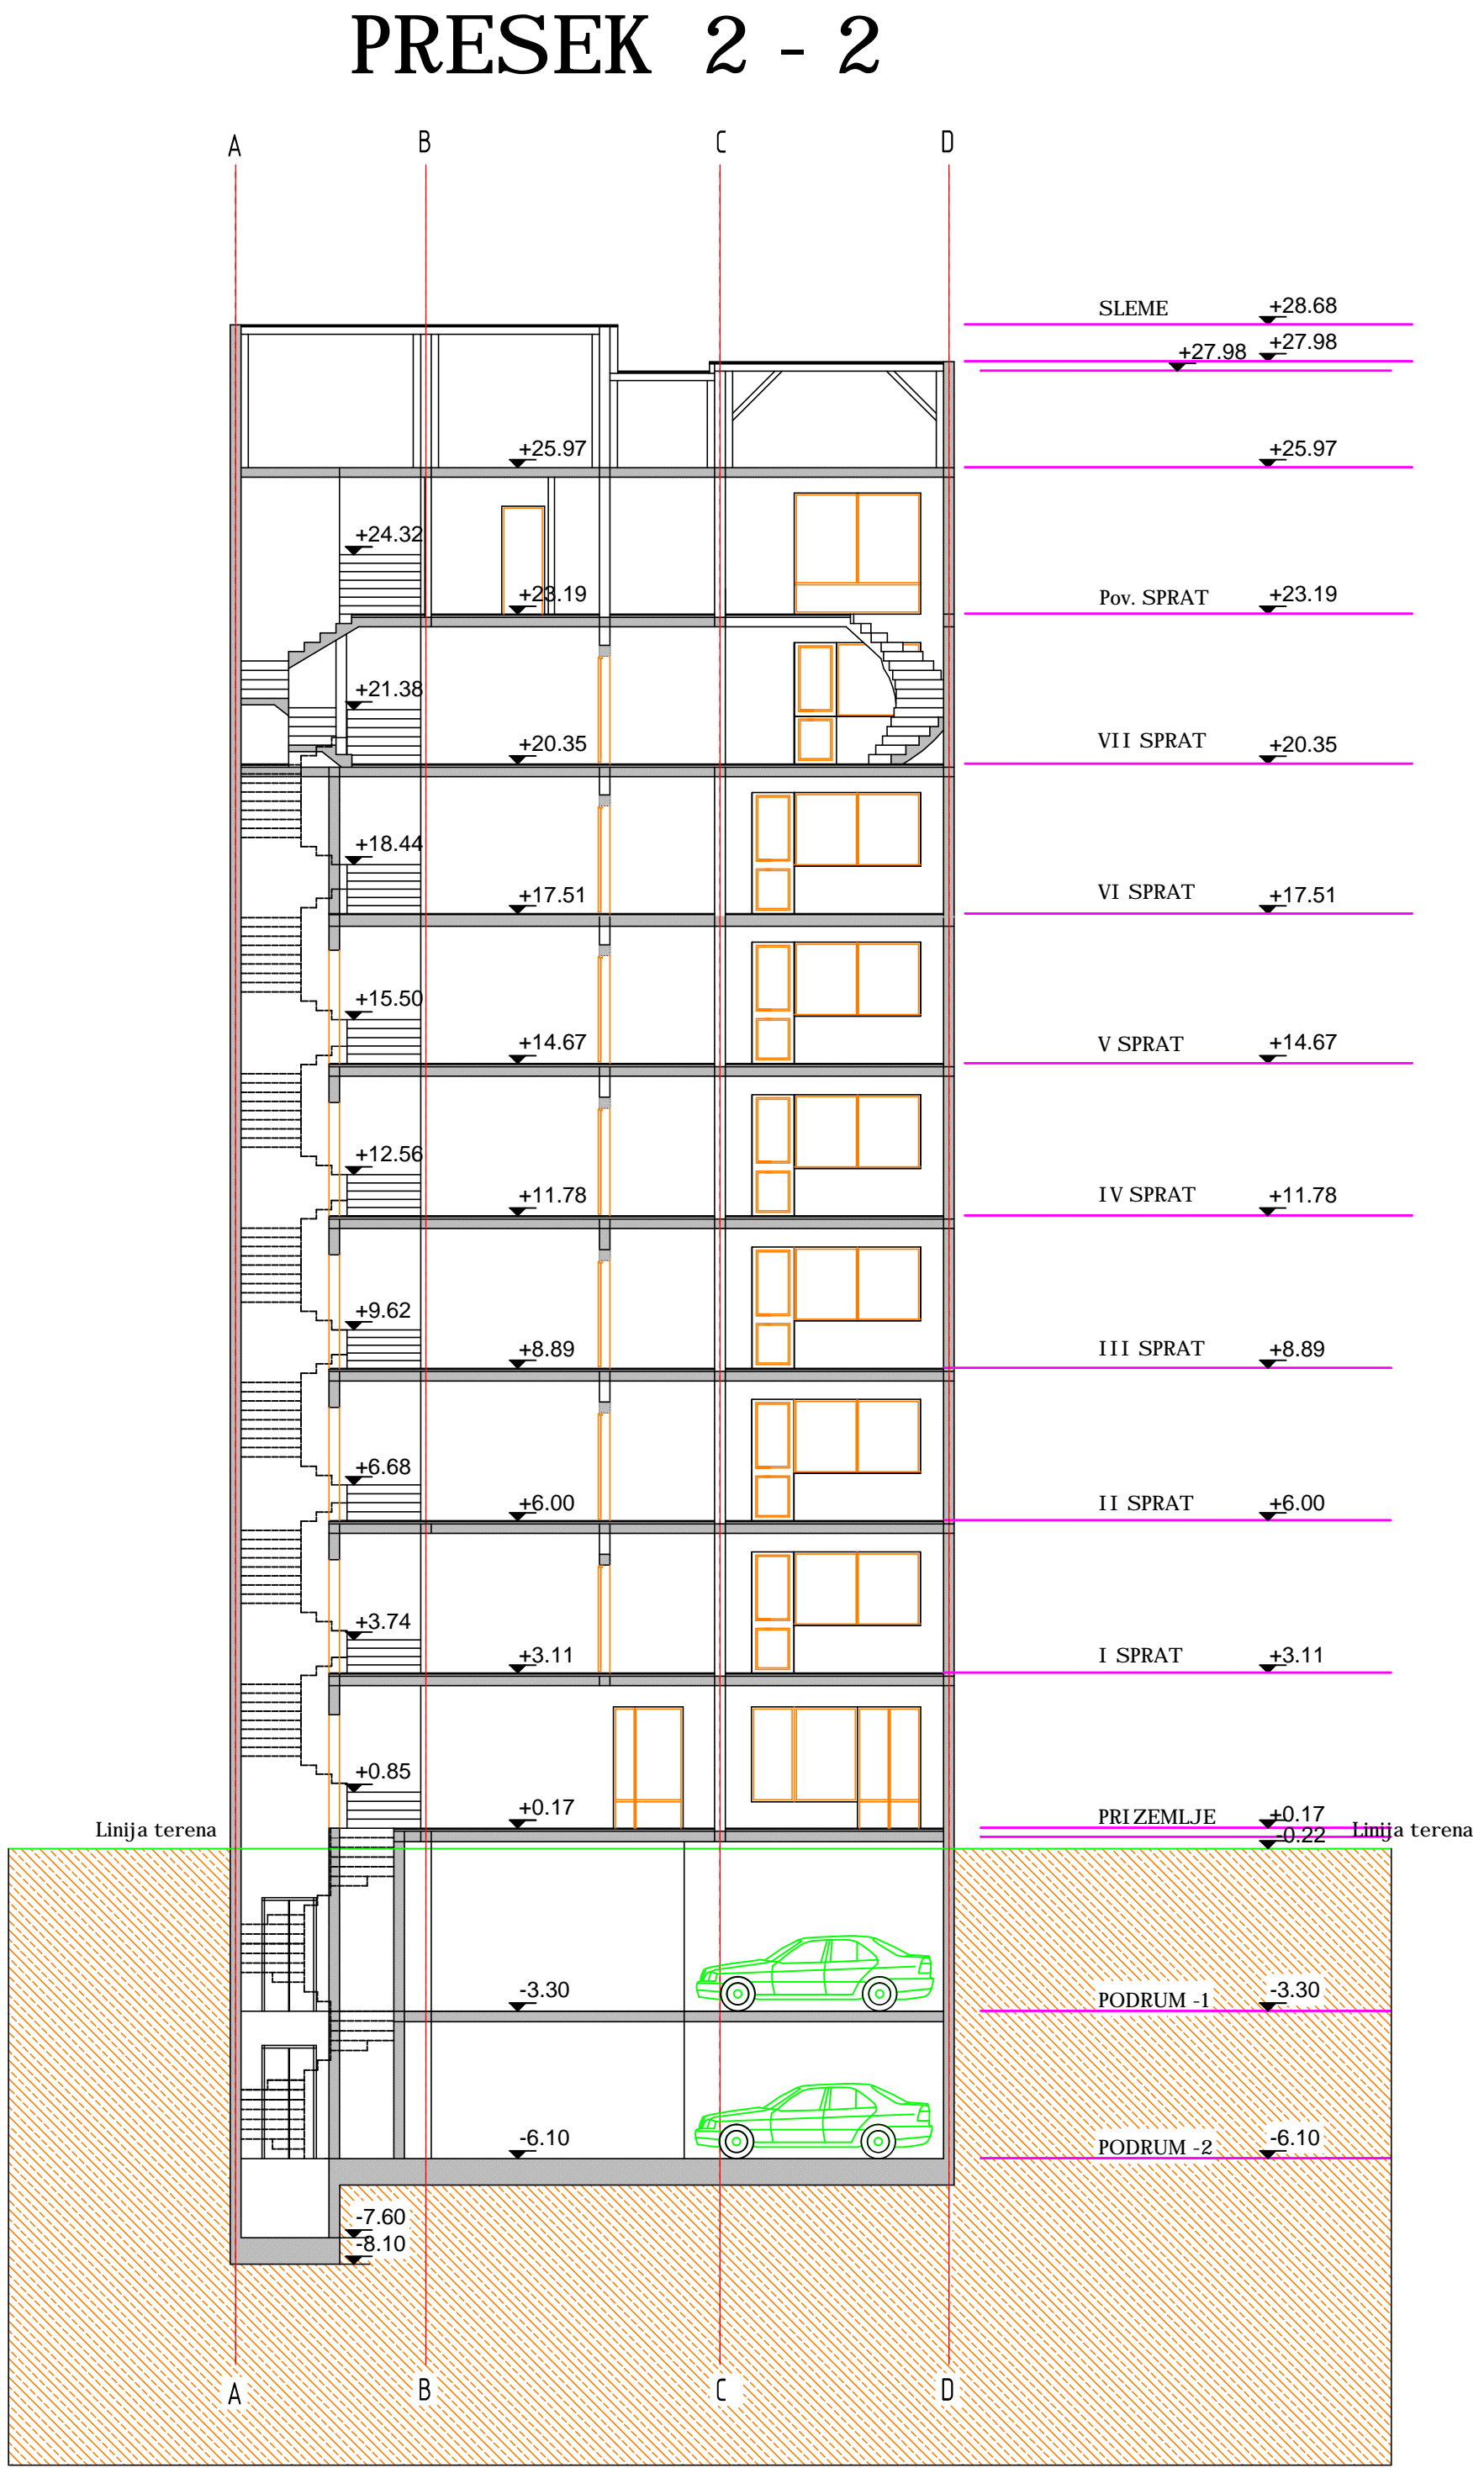 PRESEK 2 - 2
A B C D
SLEME +28.68
+27.98 +27.98
+25.97 +25.97
+24.32
+23.19 Pov. SPRAT +23.19
+21.38
+20.35 VII SPRAT +20.35
+18.44
+17.51 VI SPRAT +17.51
+15.50
+14.67 V SPRAT +14.67
+12.56
+11.78 IV SPRAT +11.78
+9.62
+8.89 III SPRAT +8.89
+6.68
+6.00 II SPRAT +6.00
+3.74
+3.11 I SPRAT +3.11
+0.85
+0.17 PRIZEMLJE +0.17
Linija terena -0.22 Linija terena
-3.30 PODRUM -1 -3.30
-6.10 PODRUM -2 -6.10
-7.60
-8.10
A B C D